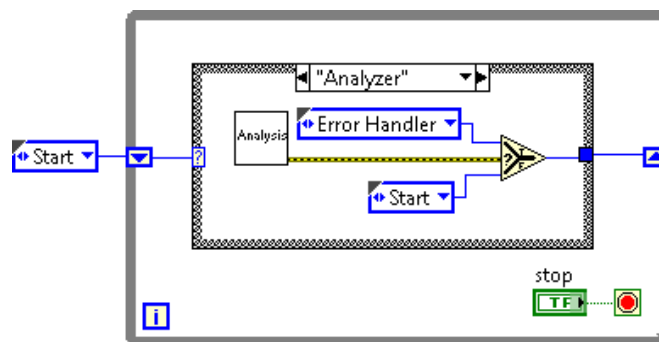 "Analyzer"
Analysis
Error Handler
Start
?
T
?
F
Start
stop
TF
i